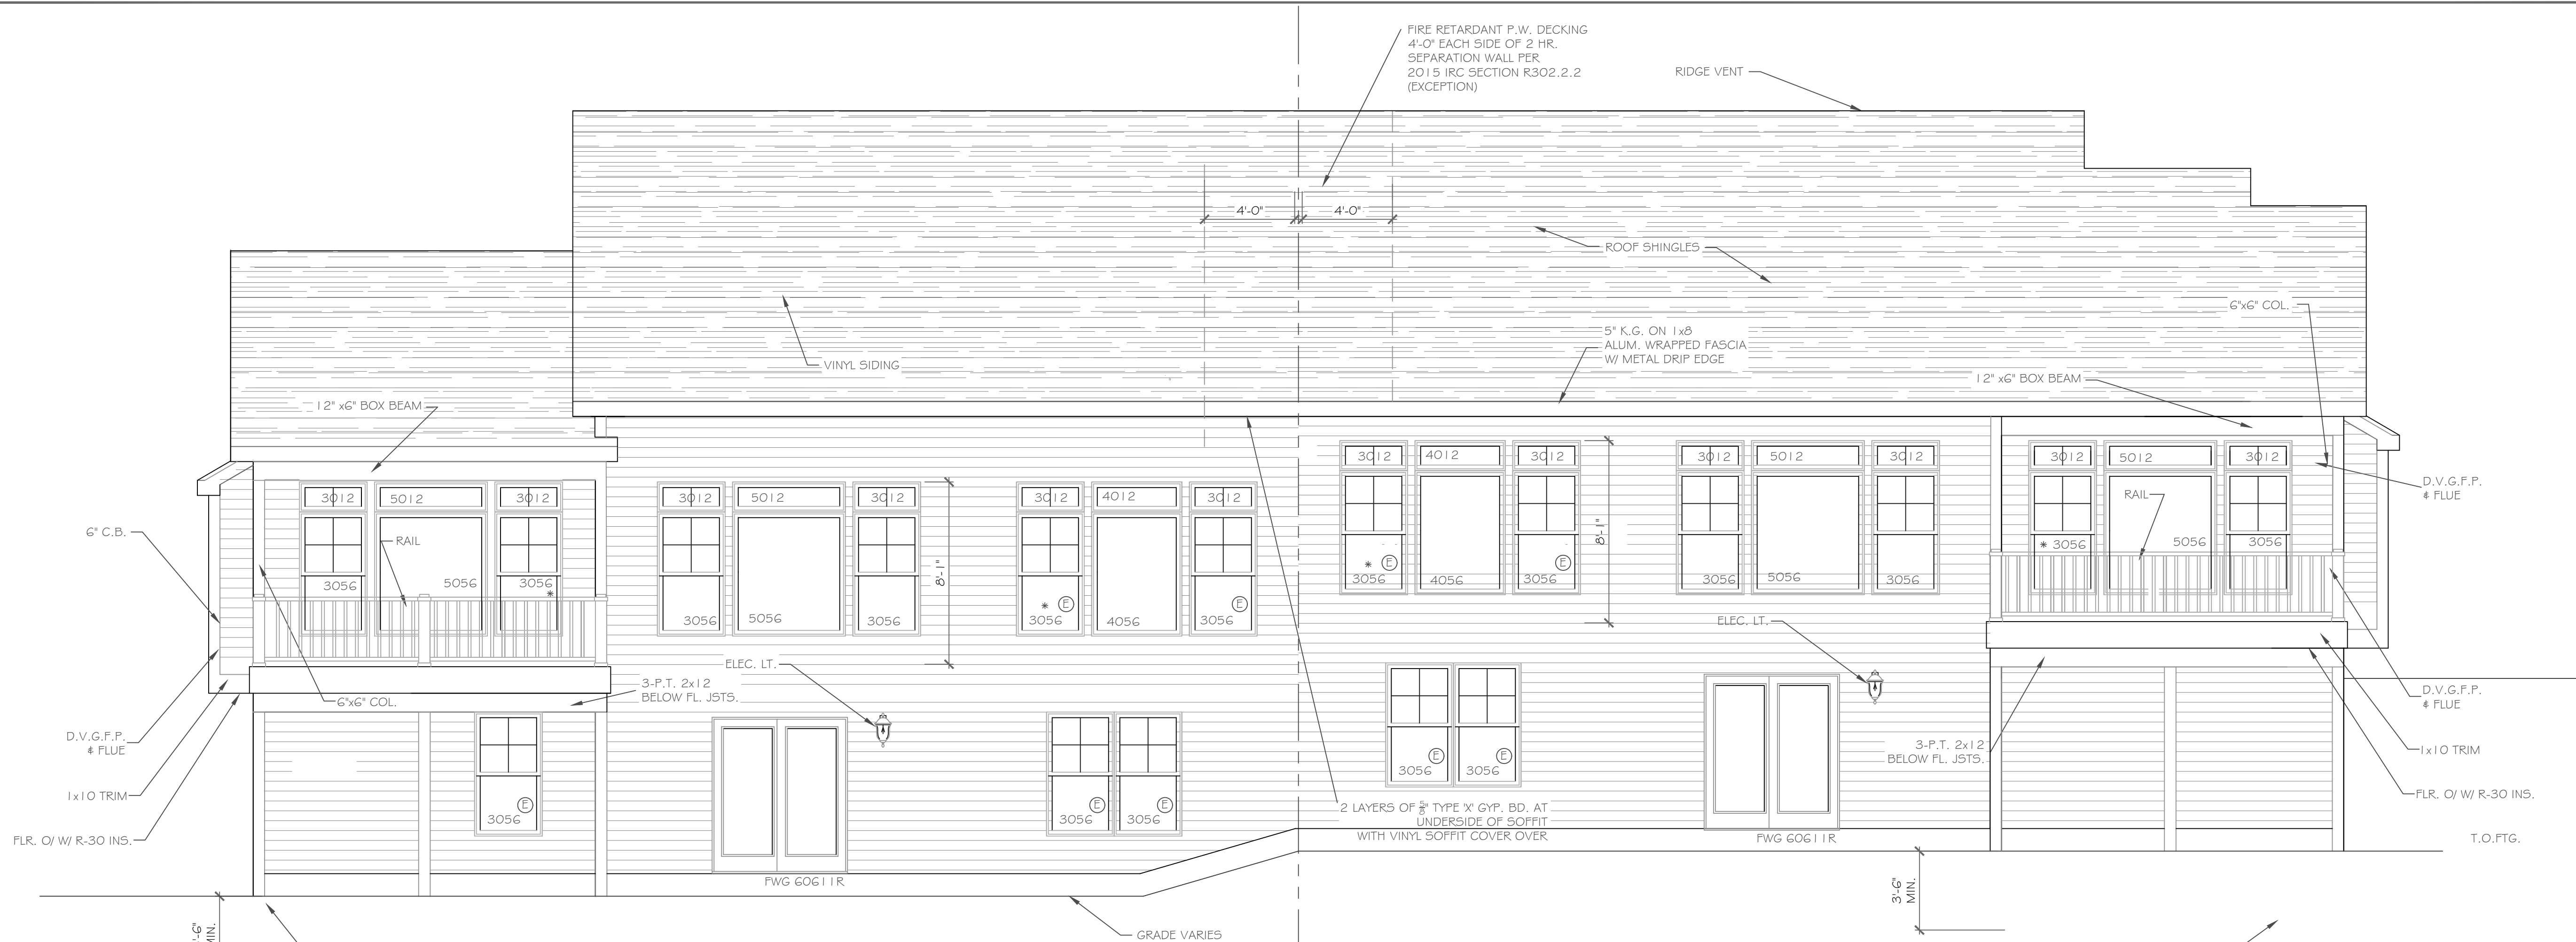 FIRE RETARDANT P.W. DECKING
4'-0" EACH SIDE OF 2 HR.
SEPARATION WALL PER
2015 IRC SECTION R302.2.2
(EXCEPTION)
RIDGE VENT
4'-0" 4'-0"
ROOF SHINGLES
6"x6" COL.
5" K.G. ON 1x8
ALUM. WRAPPED FASCIA
W/ METAL DRIP EDGE
VINYL SIDING
12" x6" BOX BEAM
12" x6" BOX BEAM
3012 4012 3012
3012 5012 3012
3012 5012 3012
D.V.G.F.P.
& FLUE
RAIL
3012 5012 3012
3012 5012 3012
3012 4012 3012
6" C.B.
RAIL
8'-1"
8'-1"
* 3056 5056 3056
* E E
3056 4056 3056
3056 5056 3056
3056 5056 3056
*
3056 5056 3056
* E E
3056 4056 3056
ELEC. LT.
ELEC. LT.
3-P.T. 2x12
BELOW FL. JSTS.
6"x6" COL.
D.V.G.F.P.
& FLUE
D.V.G.F.P.
& FLUE
3-P.T. 2x12
BELOW FL. JSTS.
1x10 TRIM
E E
3056 3056
1x10 TRIM
FLR. O/ W/ R-30 INS.
E
3056
E E
3056 3056
2 LAYERS OF ⅝" TYPE 'X' GYP. BD. AT
UNDERSIDE OF SOFFIT
WITH VINYL SOFFIT COVER OVER
FWG 60611R
T.O.FTG.
FLR. O/ W/ R-30 INS.
FWG 60611R
3'-6"
MIN.
GRADE VARIES